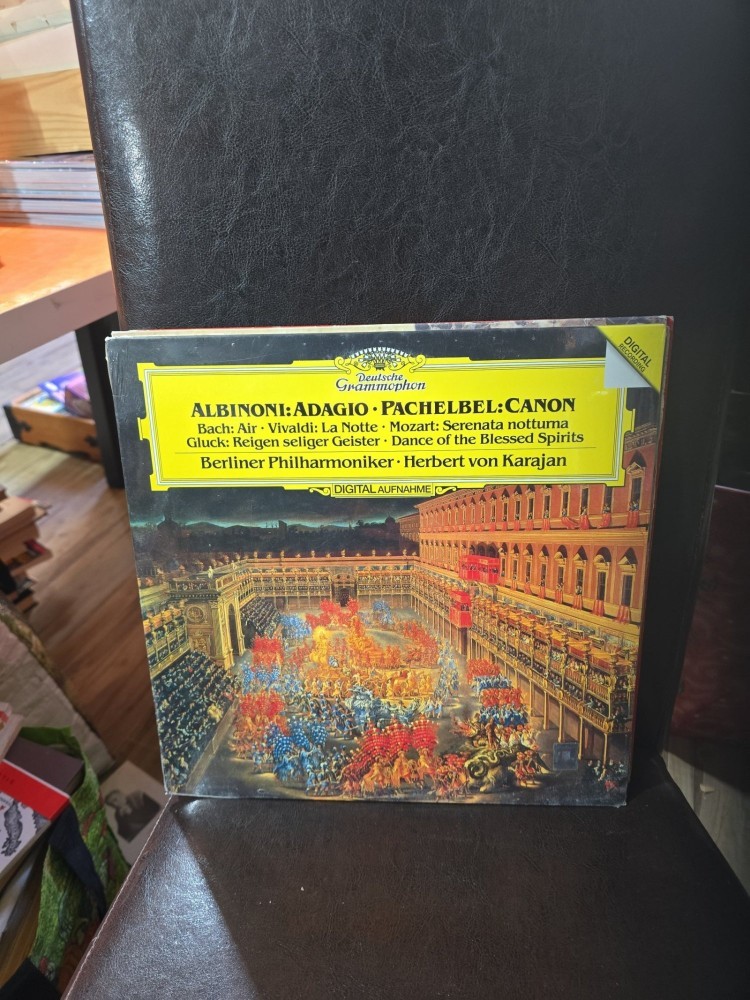 Deutsche
Grammophon
ALBINONI: ADAGIO · PACHELBEL: CANON
Bach: Air · Vivaldi: La Notte · Mozart: Serenata notturna
Gluck: Reigen seliger Geister · Dance of the Blessed Spirits
Berliner Philharmoniker · Herbert von Karajan
DIGITAL AUFNAHME
DIGITAL
RECORDING